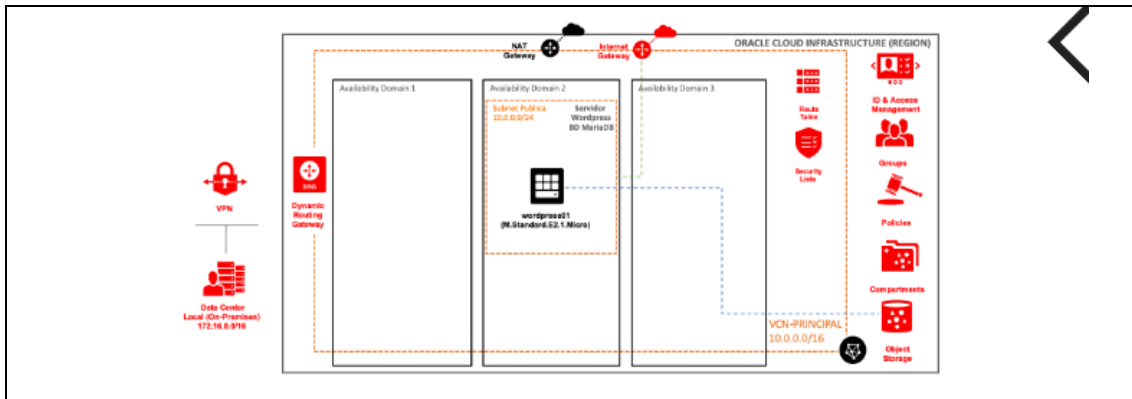 NAT
Gateway
Internet
Gateway
ORACLE CLOUD INFRASTRUCTURE (REGION)
Availability Domain 1
Availability Domain 2
Availability Domain 3
Subnet Publica
10.0.0.0/24
Servidor
Wordpress
BD MariaDB
wordpress01
(M.Standard.E2.1.Micro)
Route
Table
Security
Lists
ID & Access
Management
Groups
Policies
Compartments
Object
Storage
VPN
DRG
Dynamic
Routing
Gateway
Data Center
Local (On-Premises)
172.16.0.0/16
VCN-PRINCIPAL
10.0.0.0/16